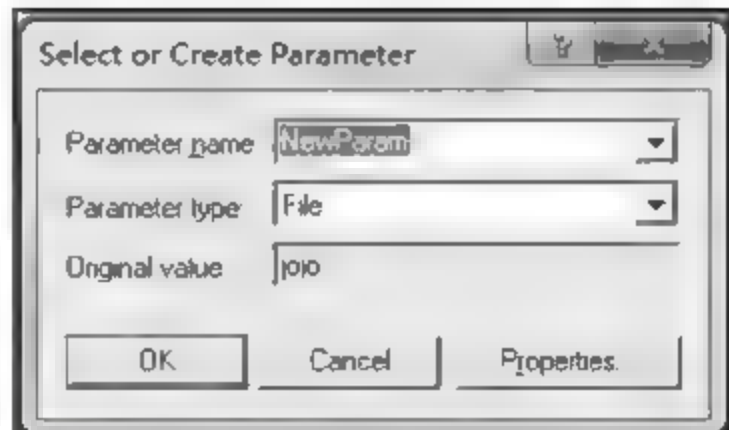 Select or Create Parameter
Parameter name NewParam
Parameter type File
Original value jojo
OK Cancel Properties.